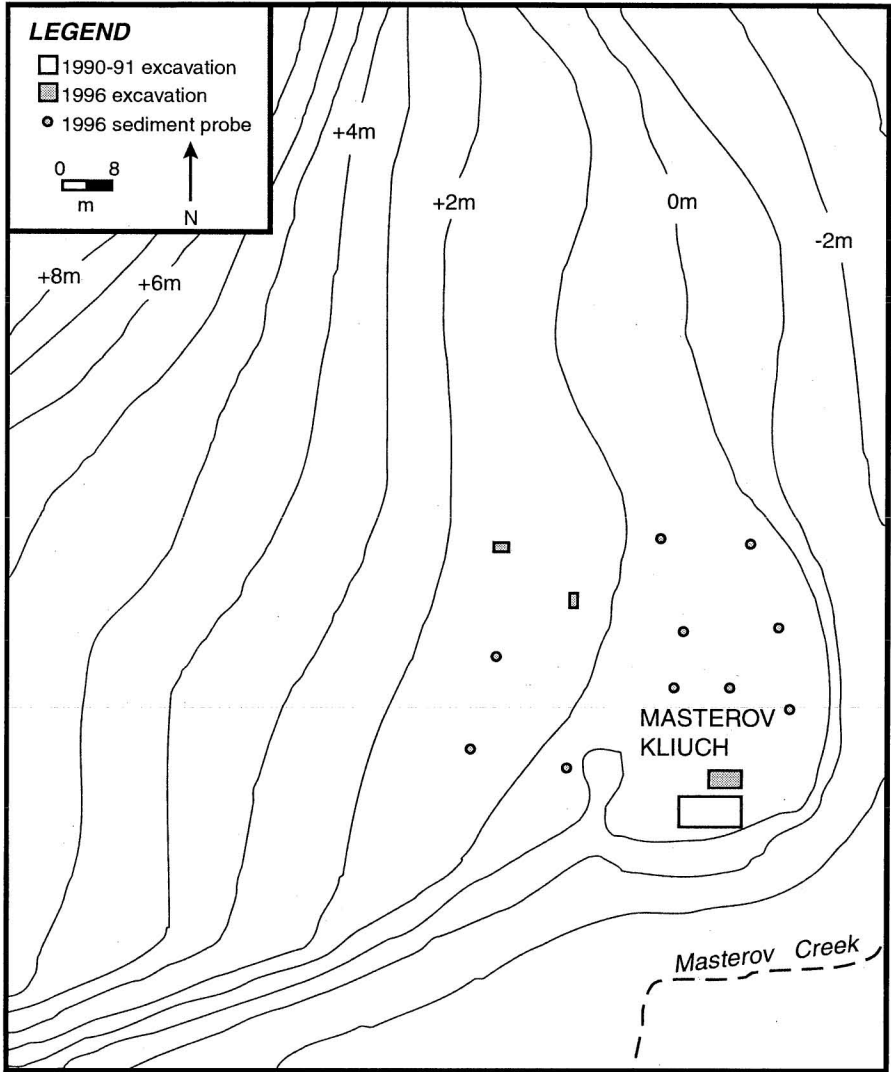 LEGEND
1990-91 excavation
1996 excavation
1996 sediment probe
0 8
m
N
+4m
+2m
0m
-2m
+8m
+6m
MASTEROV
KLIUCH
Masterov Creek